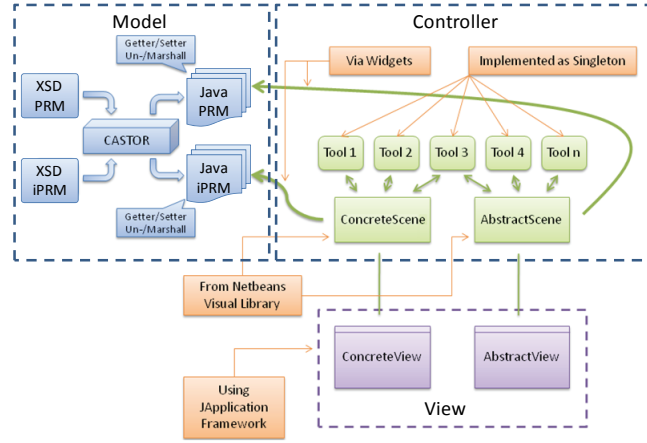 Model
Controller
Getter/Setter
Un-/Marshall
Via Widgets
Implemented as Singleton
XSD
PRM
Java
PRM
CASTOR
Tool 1
Tool 2
Tool 3
Tool 4
Tool n
XSD
iPRM
Java
iPRM
Getter/Setter
Un-/Marshall
ConcreteScene
AbstractScene
From Netbeans
Visual Library
ConcreteView
AbstractView
Using
JApplication
Framework
View